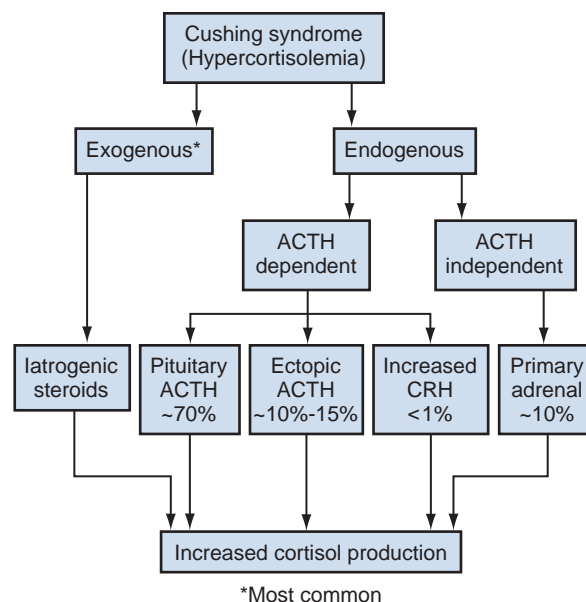 Cushing syndrome
(Hypercortisolemia)
Exogenous*
Endogenous
ACTH
dependent
ACTH
independent
Iatrogenic
steroids
Pituitary
ACTH
~70%
Ectopic
ACTH
~10%-15%
Increased
CRH
<1%
Primary
adrenal
~10%
Increased cortisol production
*Most common